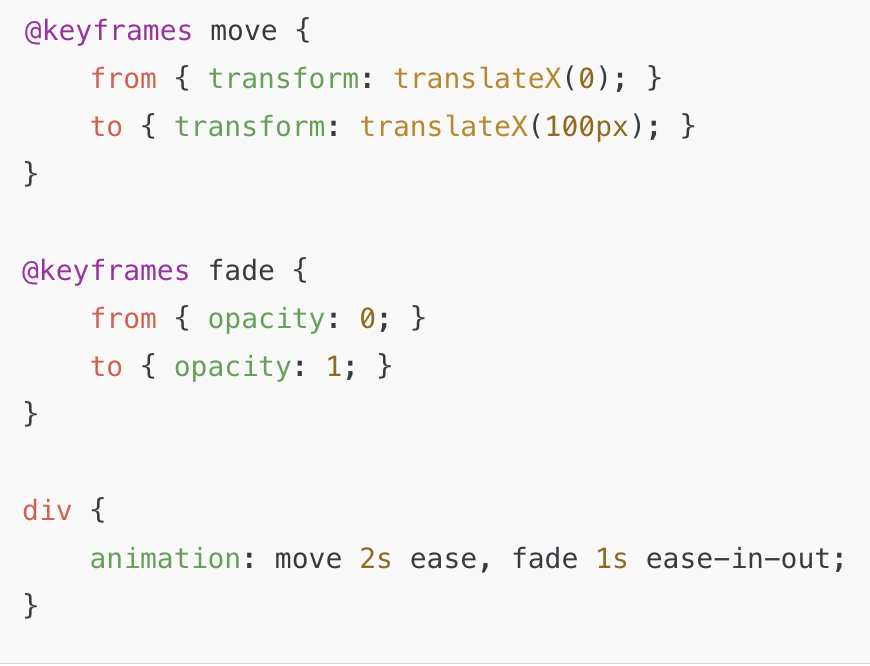 @keyframes move {
    from { transform: translateX(0); }
    to { transform: translateX(100px); }
}

@keyframes fade {
    from { opacity: 0; }
    to { opacity: 1; }
}

div {
    animation: move 2s ease, fade 1s ease-in-out;
}